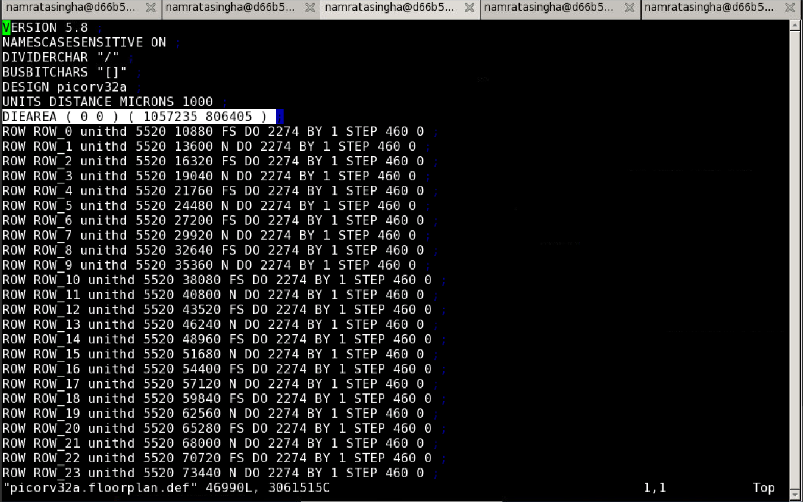 namratasingha@d66b5... namratasingha@d66b5... namratasingha@d66b5... namratasingha@d66b5... namratasingha@d66b5...
VERSION 5.8 ;
NAMESCASESENSITIVE ON ;
DIVIDERCHAR "/" ;
BUSBITCHARS "[]" ;
DESIGN picorv32a ;
UNITS DISTANCE MICRONS 1000 ;
DIEAREA ( 0 0 ) ( 1057235 806405 ) ;
ROW ROW_0 unithd 5520 10880 FS DO 2274 BY 1 STEP 460 0 ;
ROW ROW_1 unithd 5520 13600 N DO 2274 BY 1 STEP 460 0 ;
ROW ROW_2 unithd 5520 16320 FS DO 2274 BY 1 STEP 460 0 ;
ROW ROW_3 unithd 5520 19040 N DO 2274 BY 1 STEP 460 0 ;
ROW ROW_4 unithd 5520 21760 FS DO 2274 BY 1 STEP 460 0 ;
ROW ROW_5 unithd 5520 24480 N DO 2274 BY 1 STEP 460 0 ;
ROW ROW_6 unithd 5520 27200 FS DO 2274 BY 1 STEP 460 0 ;
ROW ROW_7 unithd 5520 29920 N DO 2274 BY 1 STEP 460 0 ;
ROW ROW_8 unithd 5520 32640 FS DO 2274 BY 1 STEP 460 0 ;
ROW ROW_9 unithd 5520 35360 N DO 2274 BY 1 STEP 460 0 ;
ROW ROW_10 unithd 5520 38080 FS DO 2274 BY 1 STEP 460 0 ;
ROW ROW_11 unithd 5520 40800 N DO 2274 BY 1 STEP 460 0 ;
ROW ROW_12 unithd 5520 43520 FS DO 2274 BY 1 STEP 460 0 ;
ROW ROW_13 unithd 5520 46240 N DO 2274 BY 1 STEP 460 0 ;
ROW ROW_14 unithd 5520 48960 FS DO 2274 BY 1 STEP 460 0 ;
ROW ROW_15 unithd 5520 51680 N DO 2274 BY 1 STEP 460 0 ;
ROW ROW_16 unithd 5520 54400 FS DO 2274 BY 1 STEP 460 0 ;
ROW ROW_17 unithd 5520 57120 N DO 2274 BY 1 STEP 460 0 ;
ROW ROW_18 unithd 5520 59840 FS DO 2274 BY 1 STEP 460 0 ;
ROW ROW_19 unithd 5520 62560 N DO 2274 BY 1 STEP 460 0 ;
ROW ROW_20 unithd 5520 65280 FS DO 2274 BY 1 STEP 460 0 ;
ROW ROW_21 unithd 5520 68000 N DO 2274 BY 1 STEP 460 0 ;
ROW ROW_22 unithd 5520 70720 FS DO 2274 BY 1 STEP 460 0 ;
ROW ROW_23 unithd 5520 73440 N DO 2274 BY 1 STEP 460 0 ;
"picorv32a.floorplan.def" 46990L, 3061515C 1,1 Top